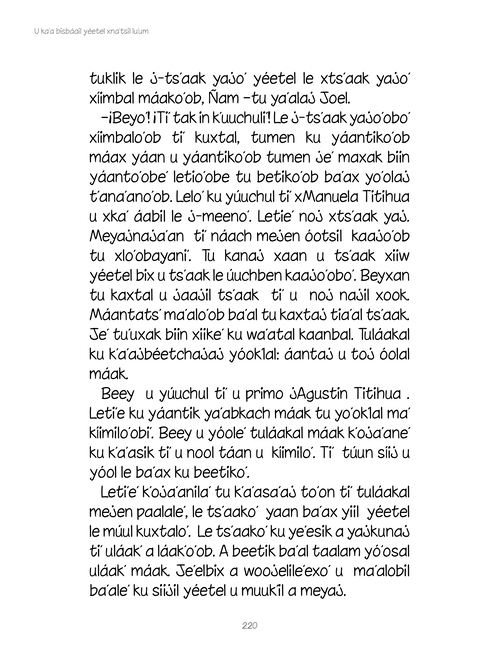 U ka'a bisbáail yéetel xna'tsil lu'um
tuklik le j-ts'aak yajo' yéetel le xts'aak yajo'
xíimbal máako'ob, Ñam –tu ya'alaj Joel.
–¡Beyo'! ¡Ti' tak in k'uuchuli'! Le j-ts'aak yajo'obo'
xíimbalo'ob ti' kuxtal, tumen ku yáantiko'ob
máax yáan u yáantiko'ob tumen je' maxak biin
yáanto'obe' letio'obe tu betiko'ob ba'ax yo'olaj
t'ana'ano'ob. Lelo' ku yúuchul ti' xManuela Titihua
u xka' áabil le j-meeno'. Letie' noj xts'aak yaj.
Meyajnaja'an ti' náach mejen óotsil kaajo'ob
tu xlo'obayani'. Tu kanaj xaan u ts'aak xiiw
yéetel bix u ts'aak le úuchben kaajo'obo'. Beyxan
tu kaxtal u jaajil ts'aak ti' u noj najil xook.
Máantats' ma'alo'ob ba'al tu kaxtaj tia'al ts'aak.
Je' tu'uxak biin xiike' ku wa'atal kaanbal. Tuláakal
ku k'a'ajbéetchajaj yóok'lal: áantaj u toj óolal
máak.
Beey u yúuchul ti' u primo jAgustin Titihua .
Leti'e ku yáantik ya'abkach máak tu yo'ok'lal ma'
kíimilo'obi'. Beey u yóole' tuláakal máak k'oja'ane'
ku k'a'asik ti' u nool táan u kíimilo'. Ti' túun síij u
yóol le ba'ax ku beetiko'.
Leti'e' k'oja'anila' tu k'a'asa'aj to'on ti' tuláakal
mejen paalale', le ts'aako' yaan ba'ax yiil yéetel
le múul kuxtalo'. Le ts'aako' ku ye'esik a yajkunaj
ti' uláak' a láak'o'ob. A beetik ba'al taalam yó'osal
uláak' máak. Je'elbix a woojelile'exo' u ma'alobil
ba'ale' ku síijil yéetel u muuk'il a meyaj.
220